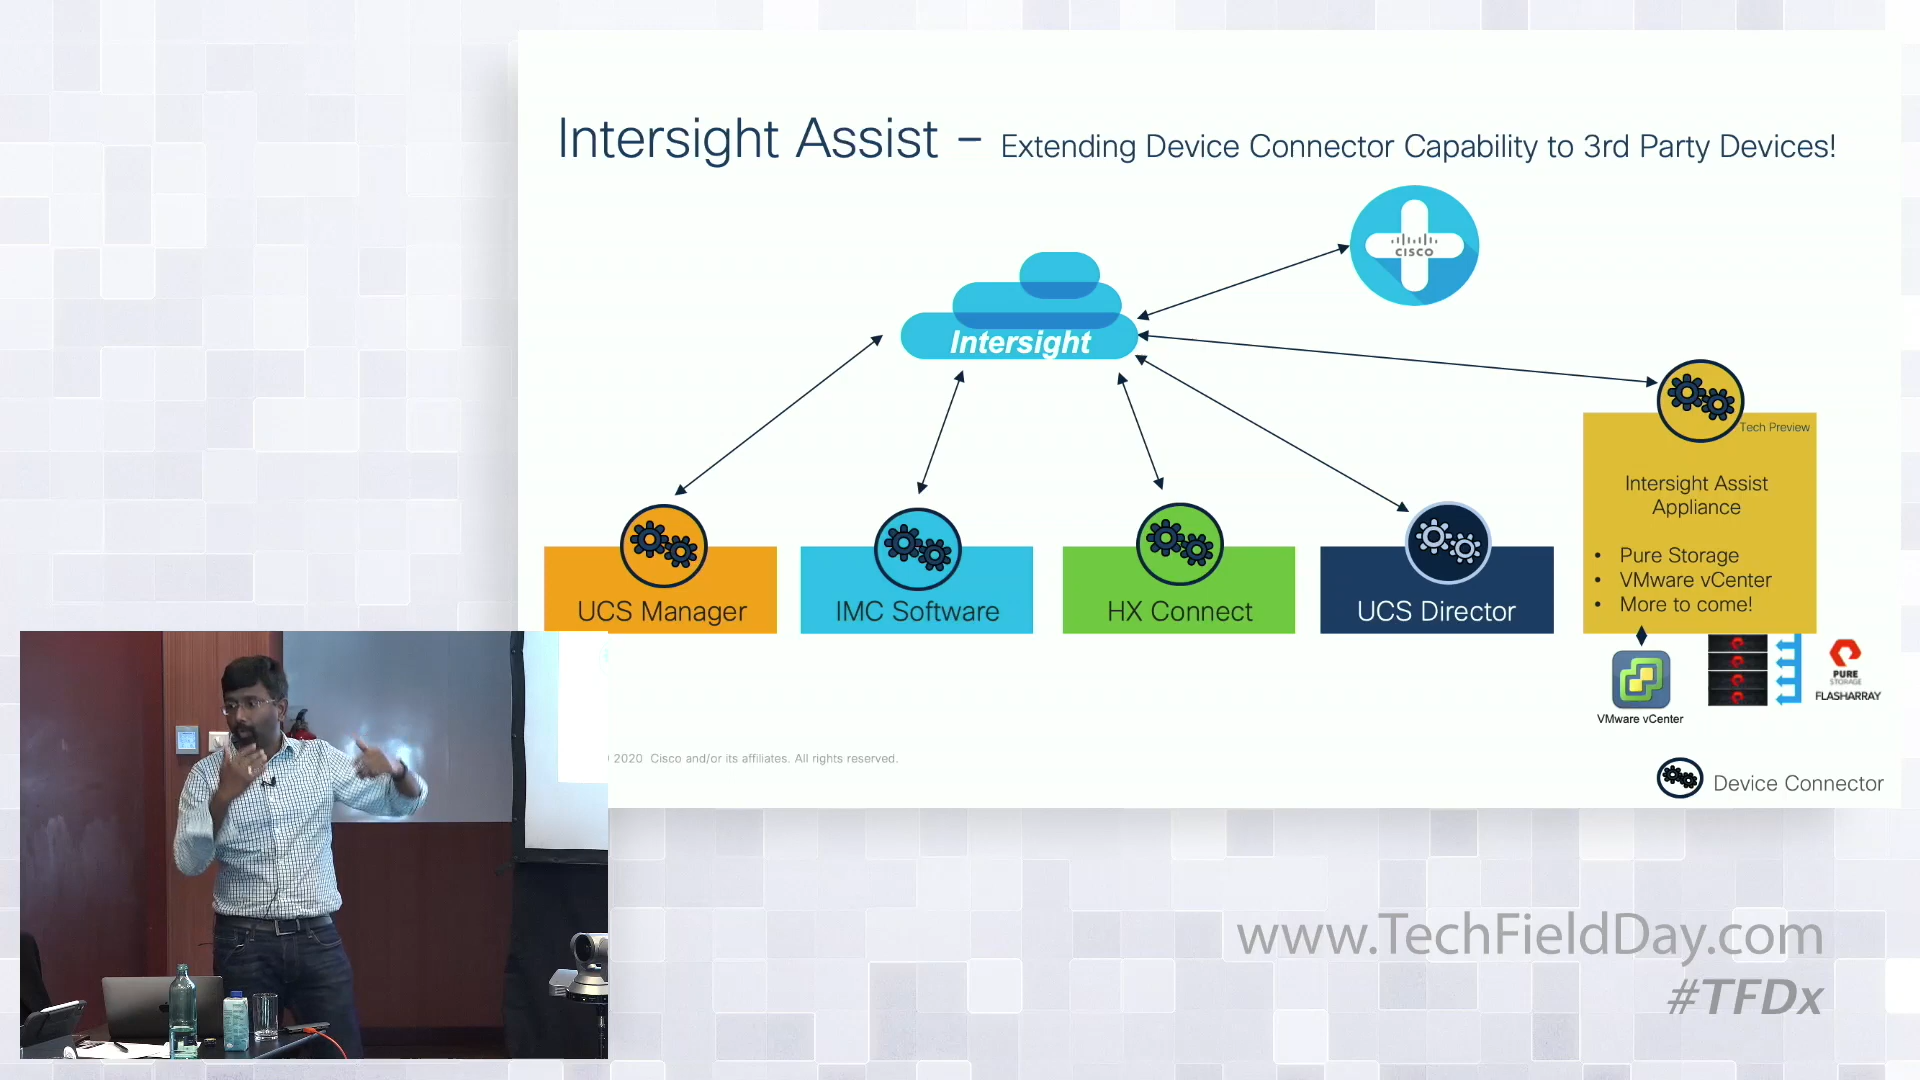 Intersight Assist – Extending Device Connector Capability to 3rd Party Devices!
CISCO
Intersight
Tech Preview
Intersight Assist
Appliance
• Pure Storage
• VMware vCenter
• More to come!
UCS Manager
IMC Software
HX Connect
UCS Director
VMware vCenter
PURE
STORAGE
FLASHARRAY
2020 Cisco and/or its affiliates. All rights reserved.
Device Connector
www.TechFieldDay.com
#TFDx